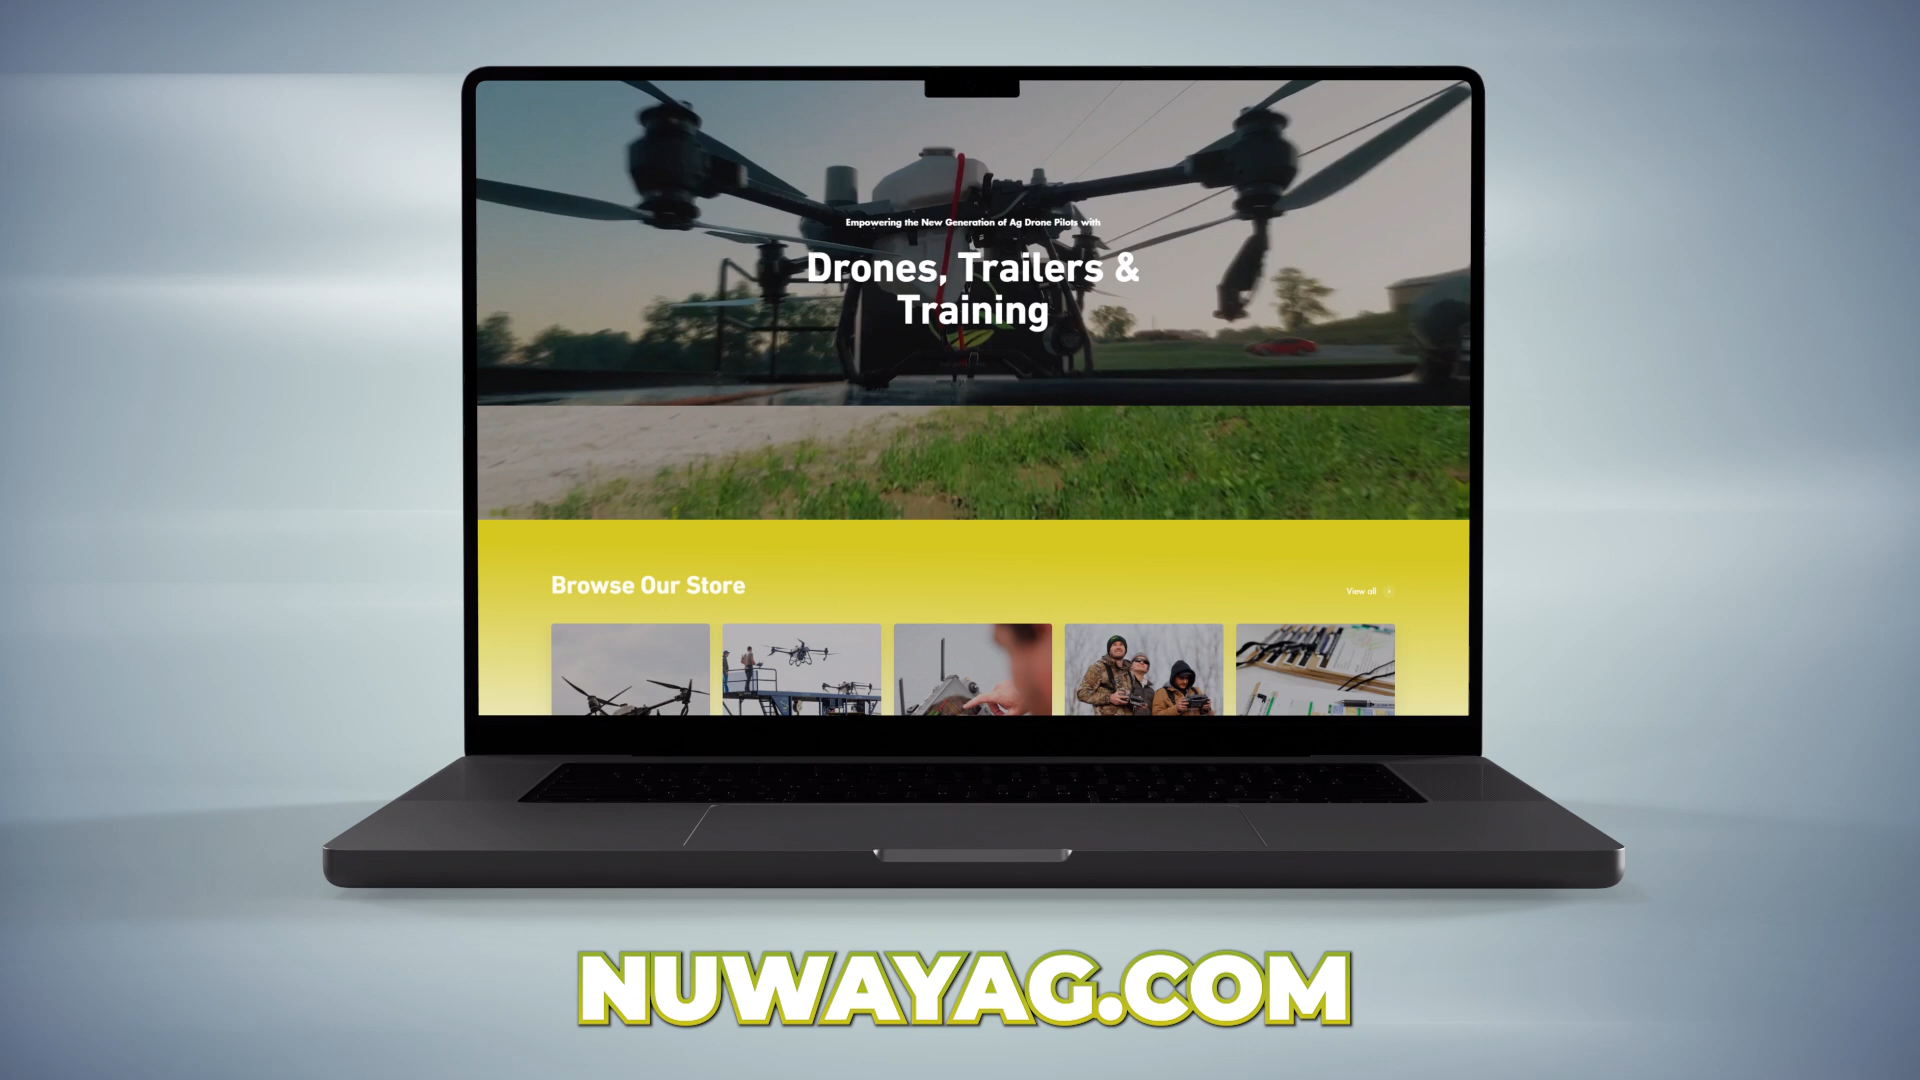 Empowering the New Generation of Ag Drone Pilots with
Drones, Trailers &
Training
Browse Our Store
View all
NUWAYAG.COM